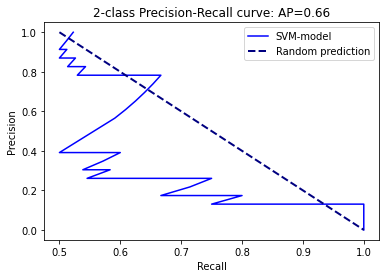 2-class Precision-Recall curve: AP=0.66
SVM-model
Random prediction
Precision
1.0
0.8
0.6
0.4
0.2
0.0
0.5 0.6 0.7 0.8 0.9 1.0
Recall